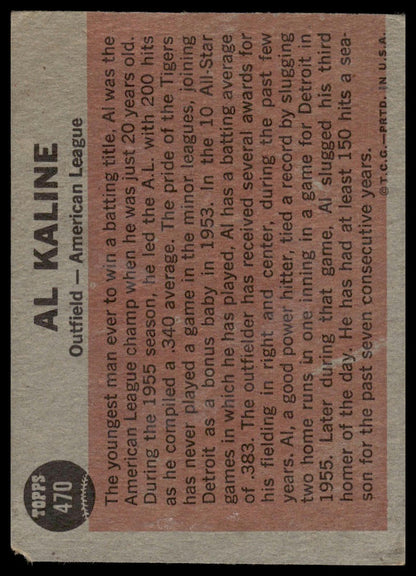 TOPPS
470
AL KALINE
Outfield — American League
The youngest man ever to win a batting title, Al was the
American League champ when he was just 20 years old.
During the 1955 season, he led the A.L. with 200 hits
as he compiled a .340 average. The pride of the Tigers
has never played a game in the minor leagues, joining
Detroit as a bonus baby in 1953. In the 10 All-Star
games in which he has played, Al has a batting average
of .383. The outfielder has received several awards for
his fielding in right and center, during the past few
years. Al, a good power hitter, tied a record by slugging
two home runs in one inning in a game for Detroit in
1955. Later during that game, Al slugged his third
homer of the day. He has had at least 150 hits a sea-
son for the past seven consecutive years.
©T.C.G.—PRTD. IN U.S.A.